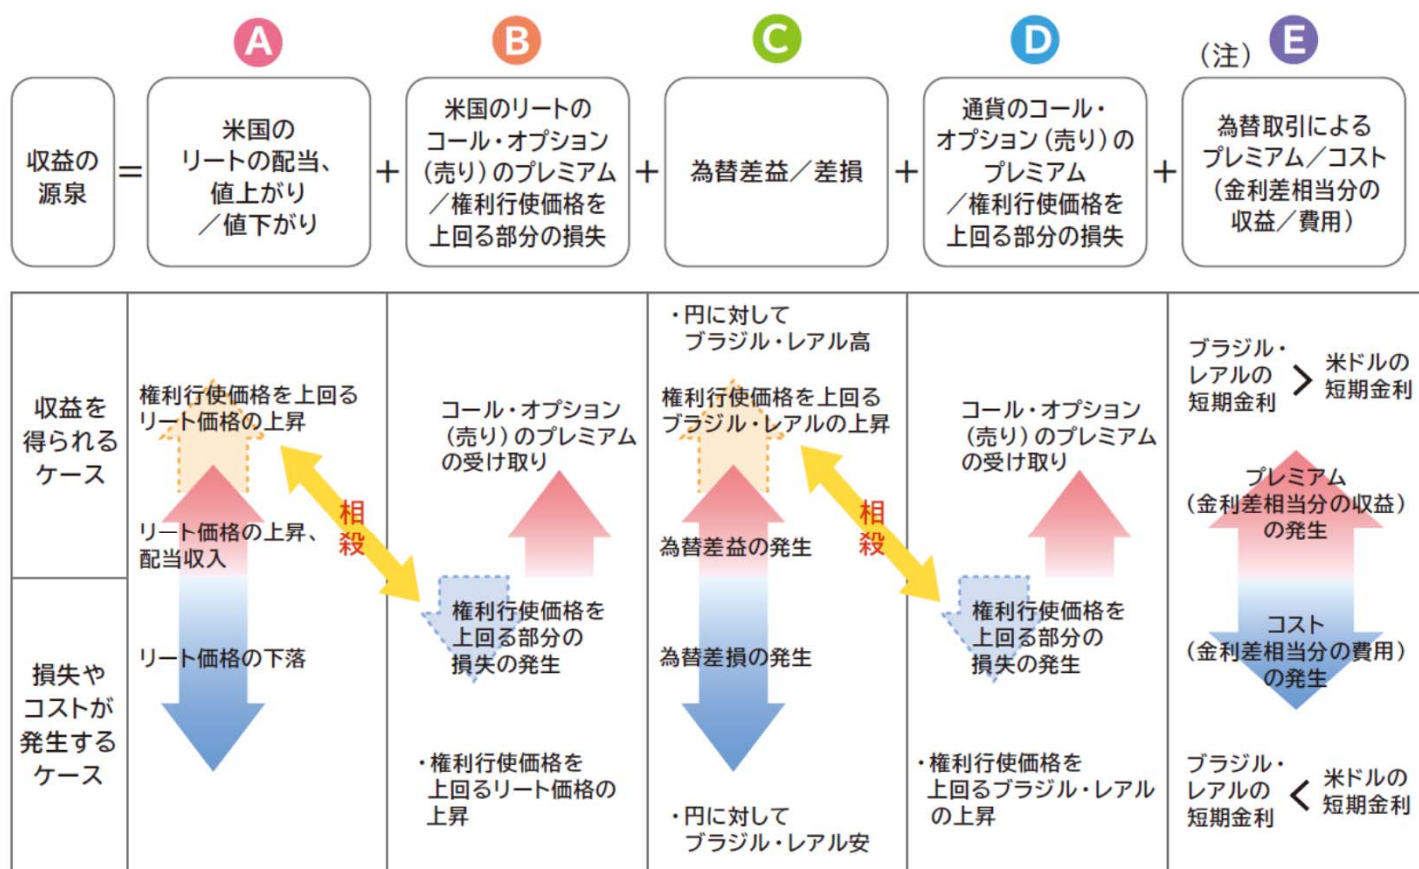 A
B
C
D
(注) E
収益の
源泉
=
米国の
リートの配当、
値上がり
／値下がり
+
米国のリートの
コール・オプション
(売り)のプレミアム
／権利行使価格を
上回る部分の損失
+
為替差益／差損
+
通貨のコール・
オプション(売り)の
プレミアム
／権利行使価格を
上回る部分の損失
+
為替取引による
プレミアム／コスト
(金利差相当分の
収益／費用)
収益を
得られる
ケース
権利行使価格を上回る
リート価格の上昇
リート価格の上昇、
配当収入
相
殺
コール・オプション
(売り)のプレミアム
の受け取り
・円に対して
ブラジル・レアル高
権利行使価格を上回る
ブラジル・レアルの上昇
為替差益の発生
相
殺
コール・オプション
(売り)のプレミアム
の受け取り
ブラジル・
レアルの
短期金利
>
米ドルの
短期金利
プレミアム
(金利差相当分の収益)
の発生
損失や
コストが
発生する
ケース
リート価格の下落
権利行使価格を
上回る部分の
損失の発生
・権利行使価格を
上回るリート価格の
上昇
為替差損の発生
・円に対して
ブラジル・レアル安
権利行使価格を
上回る部分の
損失の発生
・権利行使価格を
上回るブラジル・レアル
の上昇
コスト
(金利差相当分の費用)
の発生
ブラジル・
レアルの
短期金利
<
米ドルの
短期金利